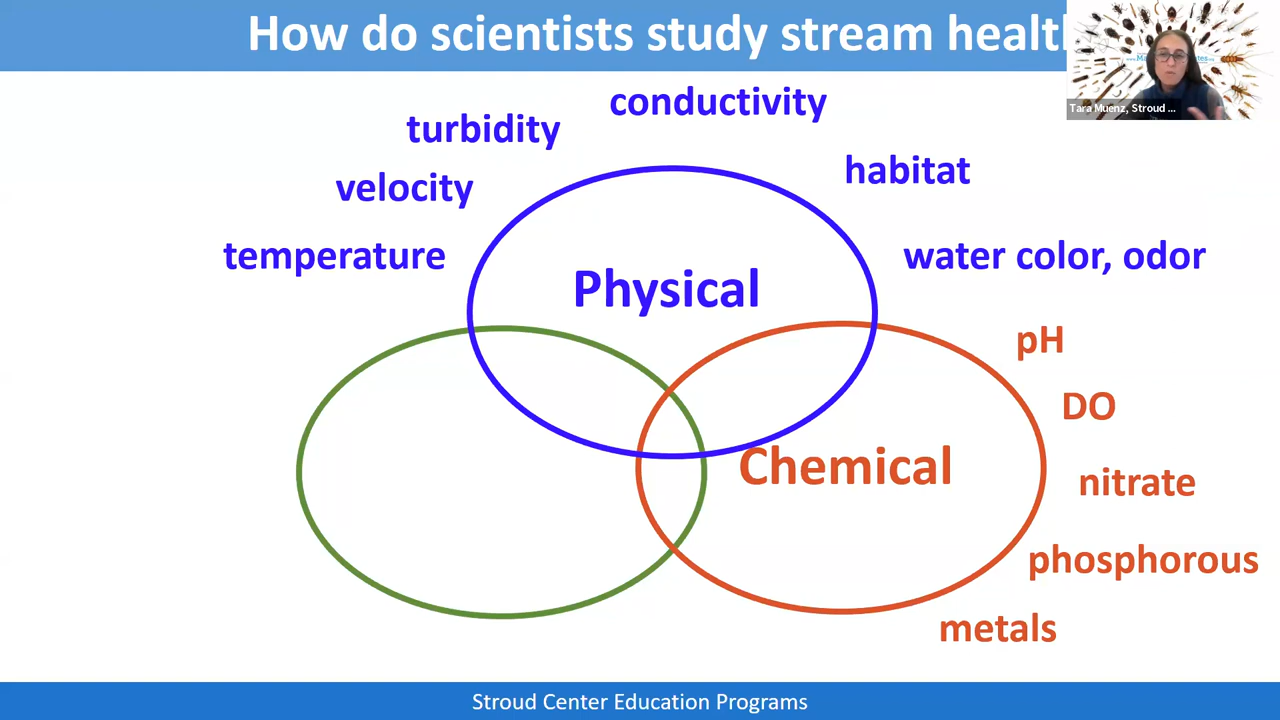 How do scientists study stream healt
conductivity
turbidity
habitat
velocity
temperature
water color, odor
Physical
pH
DO
Chemical
nitrate
phosphorous
metals
Stroud Center Education Programs
Tara Muenz, Stroud ...